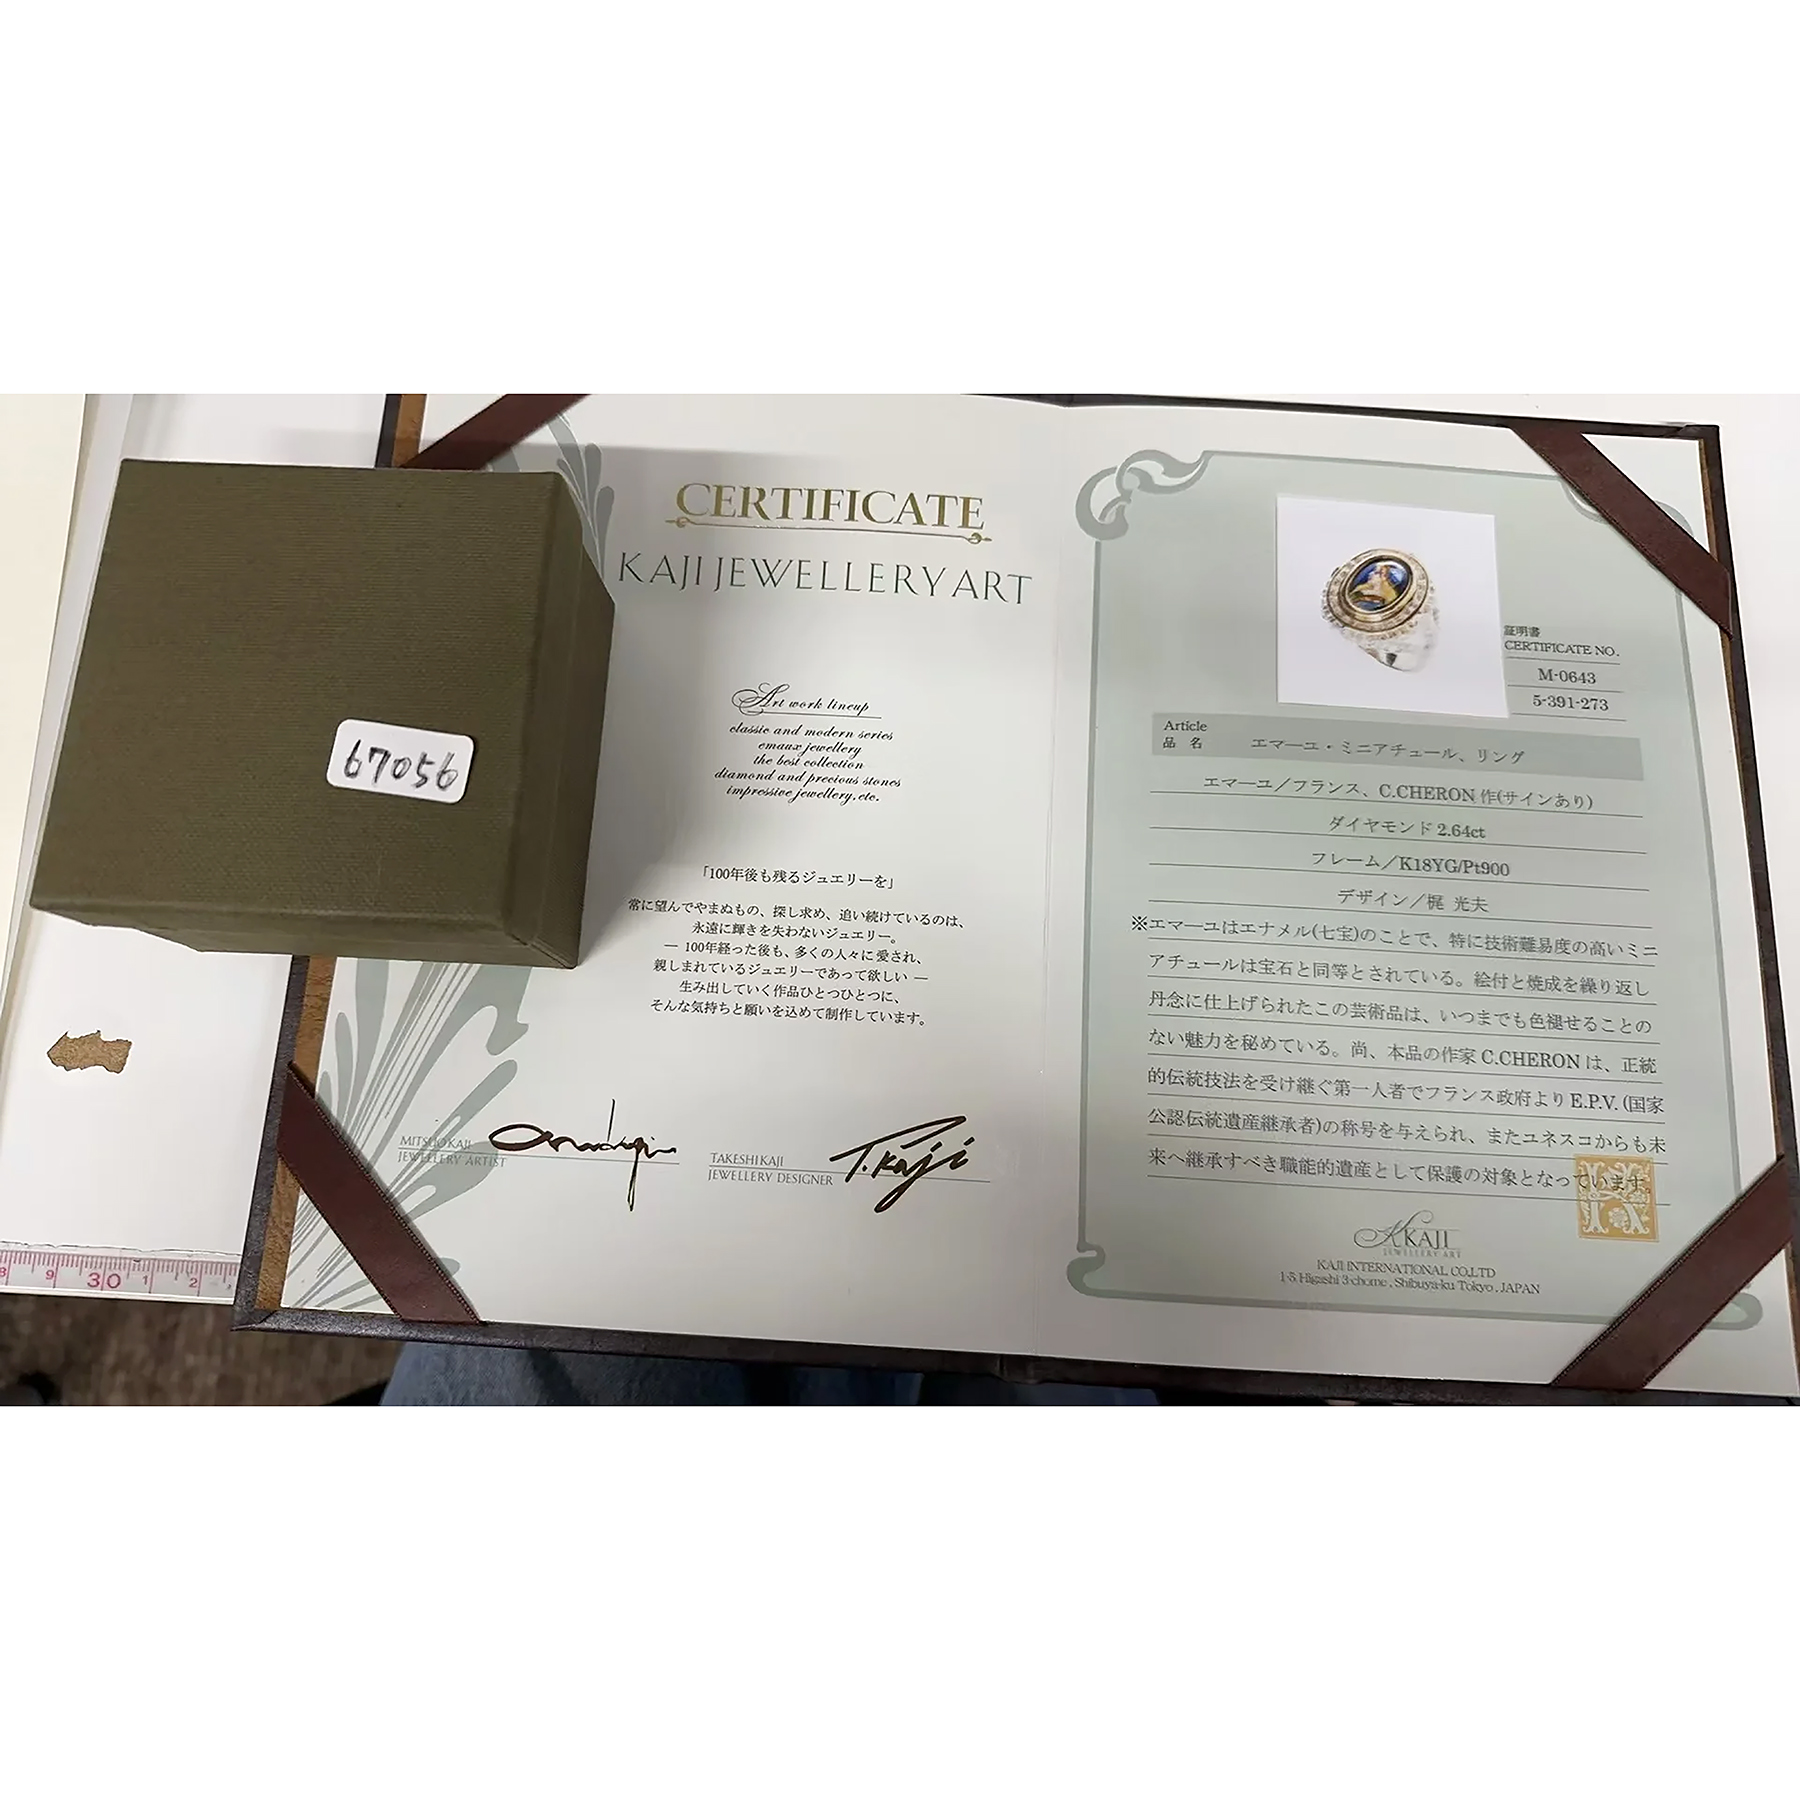 67056
CERTIFICATE
KAJI JEWELLERY ART
Art work lineup
classic and modern series
emaux jewellery
the best collection
diamond and precious stones
impressive jewellery,etc.
「100年後も残るジュエリーを」
常に望んでやまぬもの、探し求め、追い続けているのは、
永遠に輝きを失わないジュエリー。
― 100年経った後も、多くの人々に愛され、
親しまれているジュエリーであって欲しい ―
生み出していく作品ひとつひとつに、
そんな気持ちと願いを込めて制作しています。
MITSUO KAJI
JEWELLERY ARTIST
TAKESHI KAJI
JEWELLERY DESIGNER
T.Kaji
証明書
CERTIFICATE NO.
M-0643
5-391-273
Article
品 名 エマーユ・ミニアチュール、リング
エマーユ／フランス、C.CHERON 作(サインあり)
ダイヤモンド 2.64ct
フレーム／K18YG/Pt900
デザイン／梶 光夫
※エマーユはエナメル(七宝)のことで、特に技術難易度の高いミニ
アチュールは宝石と同等とされている。絵付と焼成を繰り返し
丹念に仕上げられたこの芸術品は、いつまでも色褪せることの
ない魅力を秘めている。尚、本品の作家 C.CHERON は、正統
的伝統技法を受け継ぐ第一人者でフランス政府より E.P.V. (国家
公認伝統遺産継承者)の称号を与えられ、またユネスコからも未
来へ継承すべき職能的遺産として保護の対象となっています。
KAJI
JEWELLERY ART
KAJI INTERNATIONAL CO.,LTD
1-5 Higashi 3-chome, Shibuya-ku Tokyo, JAPAN
8 9 30 1 2